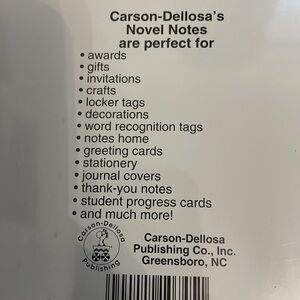 Carson-Dellosa's
Novel Notes
are perfect for
• awards
• gifts
• invitations
• crafts
• locker tags
• decorations
• word recognition tags
• notes home
• greeting cards
• stationery
• journal covers
• thank-you notes
• student progress cards
• and much more!
Carson-Dellosa
Publishing
Carson-Dellosa
Publishing Co., Inc.
Greensboro, NC